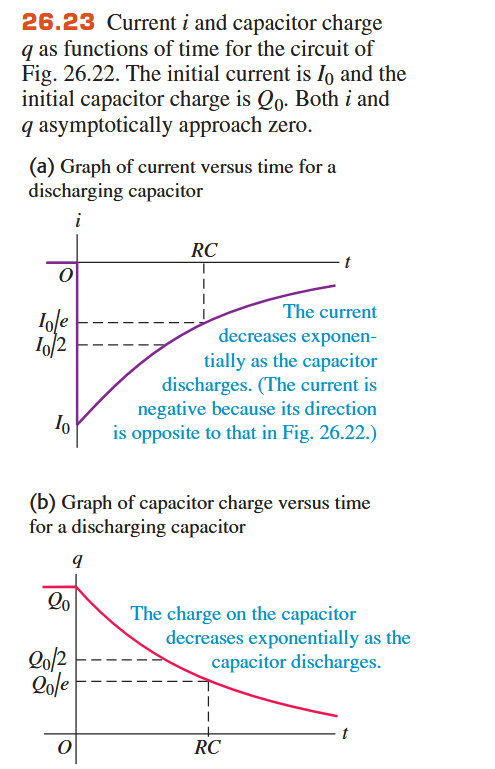 26.23 Current i and capacitor charge
q as functions of time for the circuit of
Fig. 26.22. The initial current is I₀ and the
initial capacitor charge is Q₀. Both i and
q asymptotically approach zero.
(a) Graph of current versus time for a
discharging capacitor
i
RC
t
O
I₀/e
I₀/2
I₀
The current
decreases exponen-
tially as the capacitor
discharges. (The current is
negative because its direction
is opposite to that in Fig. 26.22.)
(b) Graph of capacitor charge versus time
for a discharging capacitor
q
Q₀
The charge on the capacitor
decreases exponentially as the
capacitor discharges.
Q₀/2
Q₀/e
t
O
RC